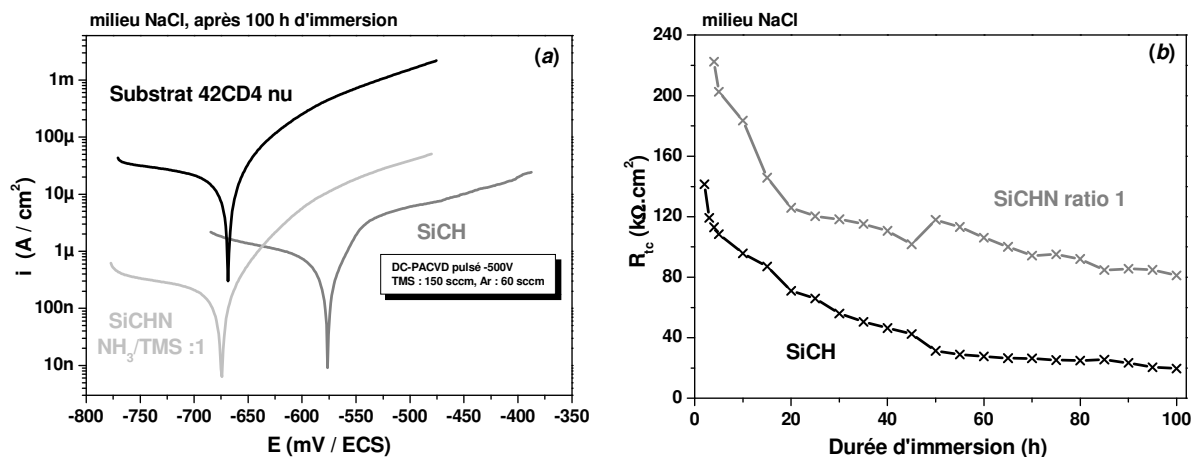 milieu NaCl, après 100 h d'immersion
(a)
1m
100µ
10µ
1µ
100n
10n
i (A / cm²)
Substrat 42CD4 nu
SiCH
DC-PACVD pulsé -500V
TMS : 150 sccm, Ar : 60 sccm
SiCHN
NH₃/TMS :1
-800 -750 -700 -650 -600 -550 -500 -450 -400 -350
E (mV / ECS)
milieu NaCl
(b)
240
200
160
120
80
40
0
R_tc (kΩ.cm²)
SiCHN ratio 1
SiCH
0 20 40 60 80 100
Durée d'immersion (h)